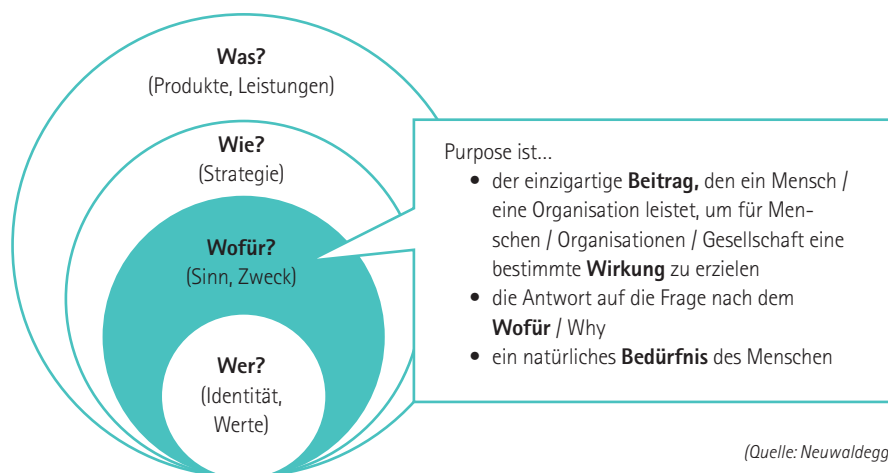 Was?
(Produkte, Leistungen)
Wie?
(Strategie)
Wofür?
(Sinn, Zweck)
Wer?
(Identität,
Werte)
Purpose ist...
• der einzigartige Beitrag, den ein Mensch /
eine Organisation leistet, um für Men-
schen / Organisationen / Gesellschaft eine
bestimmte Wirkung zu erzielen
• die Antwort auf die Frage nach dem
Wofür / Why
• ein natürliches Bedürfnis des Menschen
(Quelle: Neuwaldegg